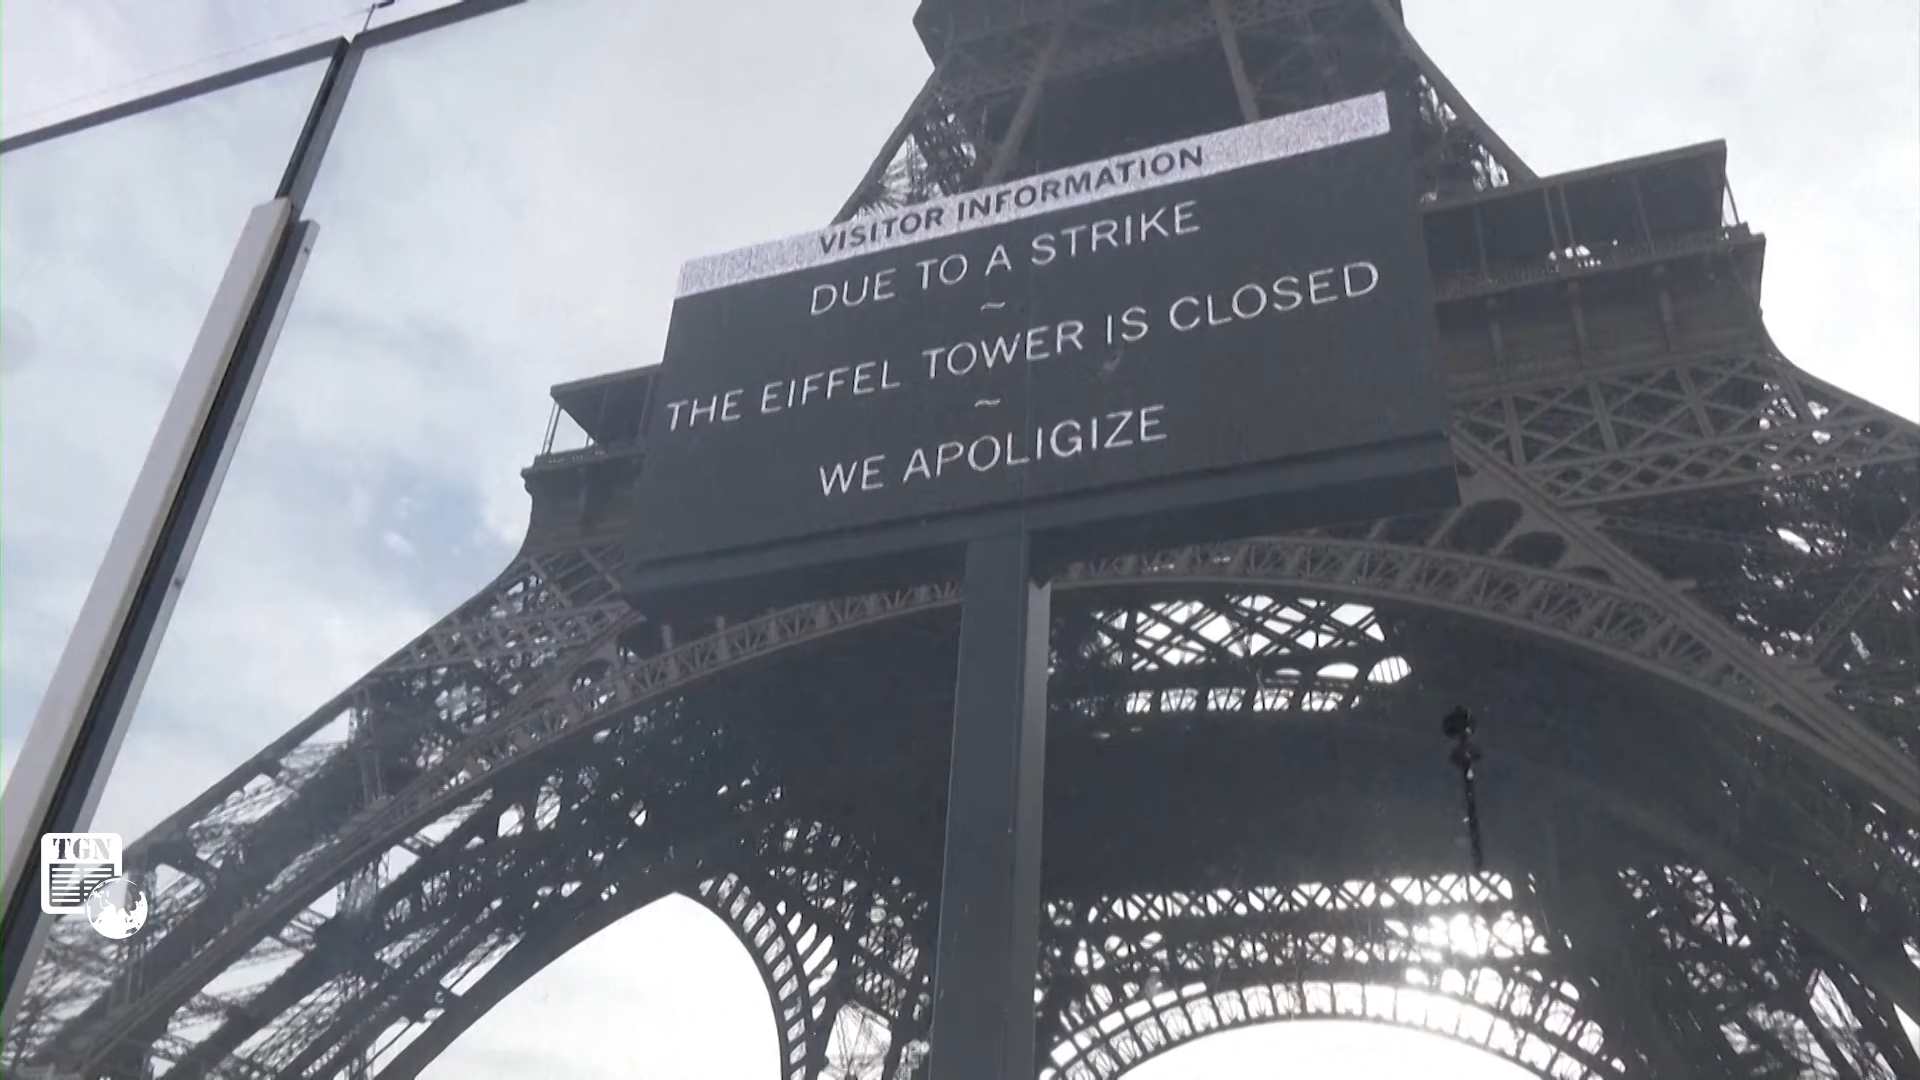 VISITOR INFORMATION
DUE TO A STRIKE
~
THE EIFFEL TOWER IS CLOSED
~
WE APOLIGIZE
TGN